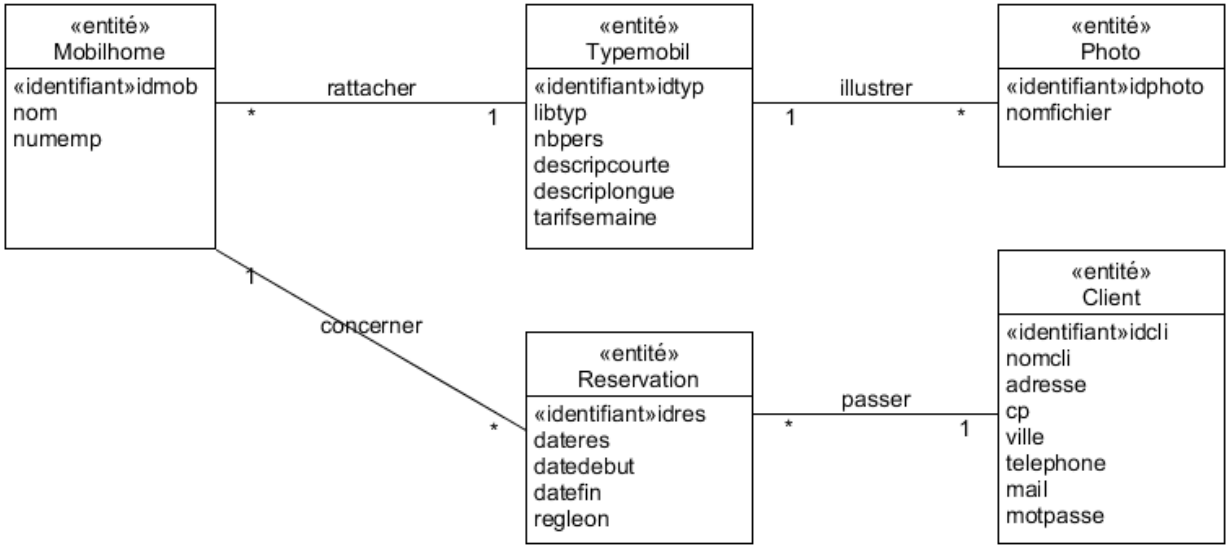 «entité»
Mobilhome
«identifiant»idmob
nom
numemp
rattacher
*
1
«entité»
Typemobil
«identifiant»idtyp
libtyp
nbpers
descripcourte
descriplongue
tarifsemaine
illustrer
1
*
«entité»
Photo
«identifiant»idphoto
nomfichier
1
concerner
*
«entité»
Reservation
«identifiant»idres
dateres
datedebut
datefin
regleon
passer
*
1
«entité»
Client
«identifiant»idcli
nomcli
adresse
cp
ville
telephone
mail
motpasse